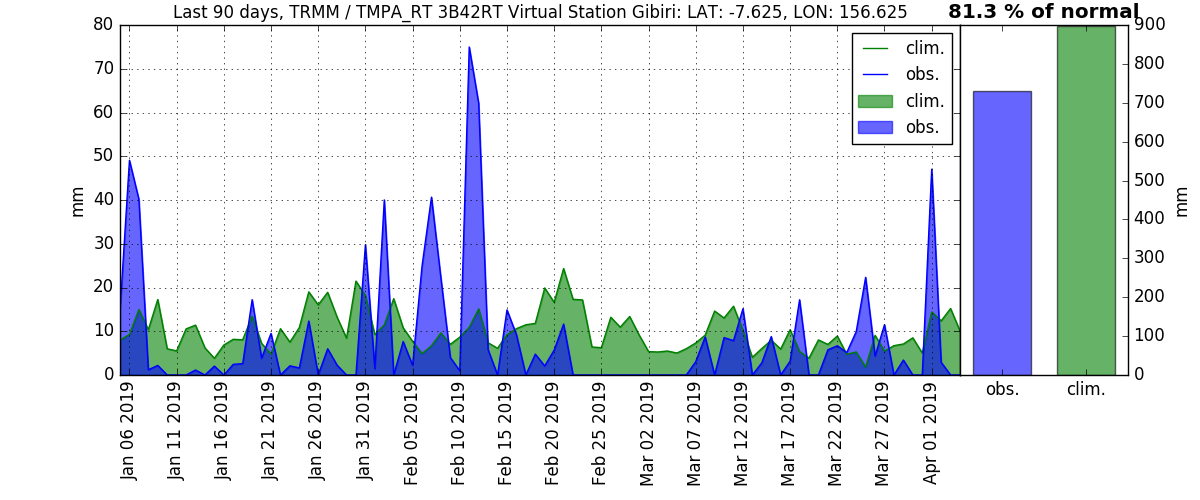 Last 90 days, TRMM / TMPA_RT 3B42RT Virtual Station Gibiri: LAT: -7.625, LON: 156.625
81.3 % of normal
80
70
60
50
40
30
20
10
0
mm
clim.
obs.
clim.
obs.
900
800
700
600
500
400
300
200
100
0
mm
obs.
clim.
Jan 06 2019
Jan 11 2019
Jan 16 2019
Jan 21 2019
Jan 26 2019
Jan 31 2019
Feb 05 2019
Feb 10 2019
Feb 15 2019
Feb 20 2019
Feb 25 2019
Mar 02 2019
Mar 07 2019
Mar 12 2019
Mar 17 2019
Mar 22 2019
Mar 27 2019
Apr 01 2019